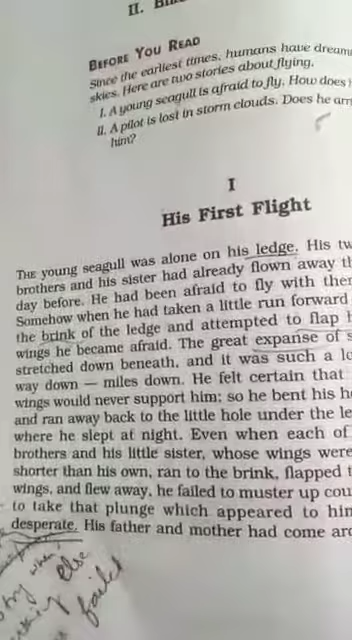 II.
BEFORE YOU READ
Since the earliest times, humans have
skies. Here are two stories about flying.
I. A young seagull is afraid to fly. How does
II. A pilot is lost in storm clouds. Does he
him?
I
His First Flight
THE young seagull was alone on his ledge. His
brothers and his sister had already flown away
day before. He had been afraid to fly with
Somehow when he had taken a little run forward
the brink of the ledge and attempted to flap
wings he became afraid. The great expanse of
stretched down beneath, and it was such a
way down — miles down. He felt certain that
wings would never support him; so he bent his
and ran away back to the little hole under the
where he slept at night. Even when each of
brothers and his little sister, whose wings were
shorter than his own, ran to the brink, flapped
wings, and flew away, he failed to muster up
to take that plunge which appeared to
desperate. His father and mother had come
when
else
faild